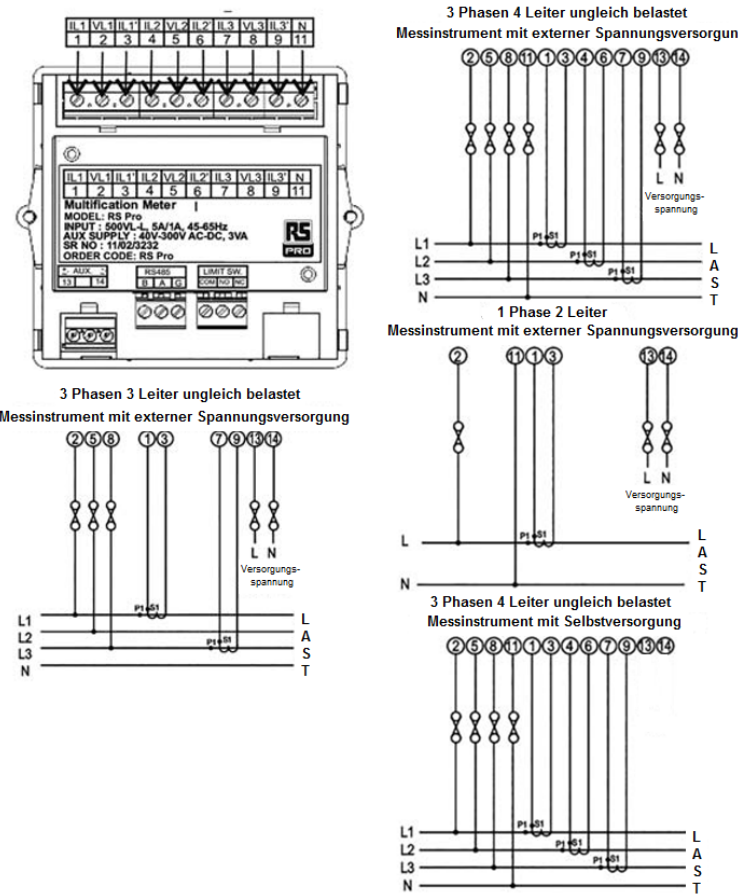 IL1 VL1 IL1' IL2 VL2 IL2' IL3 VL3 IL3' N
1 2 3 4 5 6 7 8 9 11
IL1 VL1 IL1' IL2 VL2 IL2' IL3 VL3 IL3' N
1 2 3 4 5 6 7 8 9 11
Multification Meter
MODEL: RS Pro
INPUT : 500VL-L, 5A/1A, 45-65Hz
AUX SUPPLY : 40V-300V AC-DC, 3VA
SR NO : 11/02/3232
ORDER CODE: RS Pro
RS
PRO
AUX. RS485 LIMIT SW.
13 14 B A G COM NO NC
3 Phasen 3 Leiter ungleich belastet
Messinstrument mit externer Spannungsversorgung
2 5 8 1 3 7 9 13 14
L N
Versorgungs-
spannung
P1 S1
L1 L
L2 A
P1 S1
L3 S
N T
3 Phasen 4 Leiter ungleich belastet
Messinstrument mit externer Spannungsversorgun
2 5 8 11 1 3 4 6 7 9 13 14
L N
Versorgungs-
spannung
P1 S1
L1 L
P1 S1
L2 A
P1 S1
L3 S
N T
1 Phase 2 Leiter
Messinstrument mit externer Spannungsversorgung
2 11 1 3 13 14
L N
Versorgungs-
spannung
P1 S1
L L
A
S
N T
3 Phasen 4 Leiter ungleich belastet
Messinstrument mit Selbstversorgung
2 5 8 11 1 3 4 6 7 9 13 14
P1 S1
L1 L
P1 S1
L2 A
P1 S1
L3 S
N T